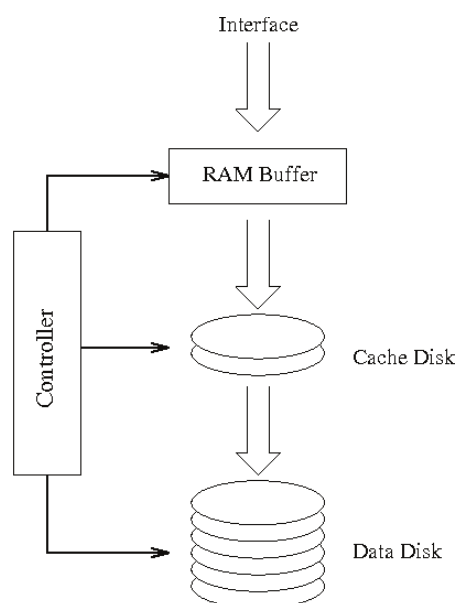 Interface
RAM Buffer
Controller
Cache Disk
Data Disk